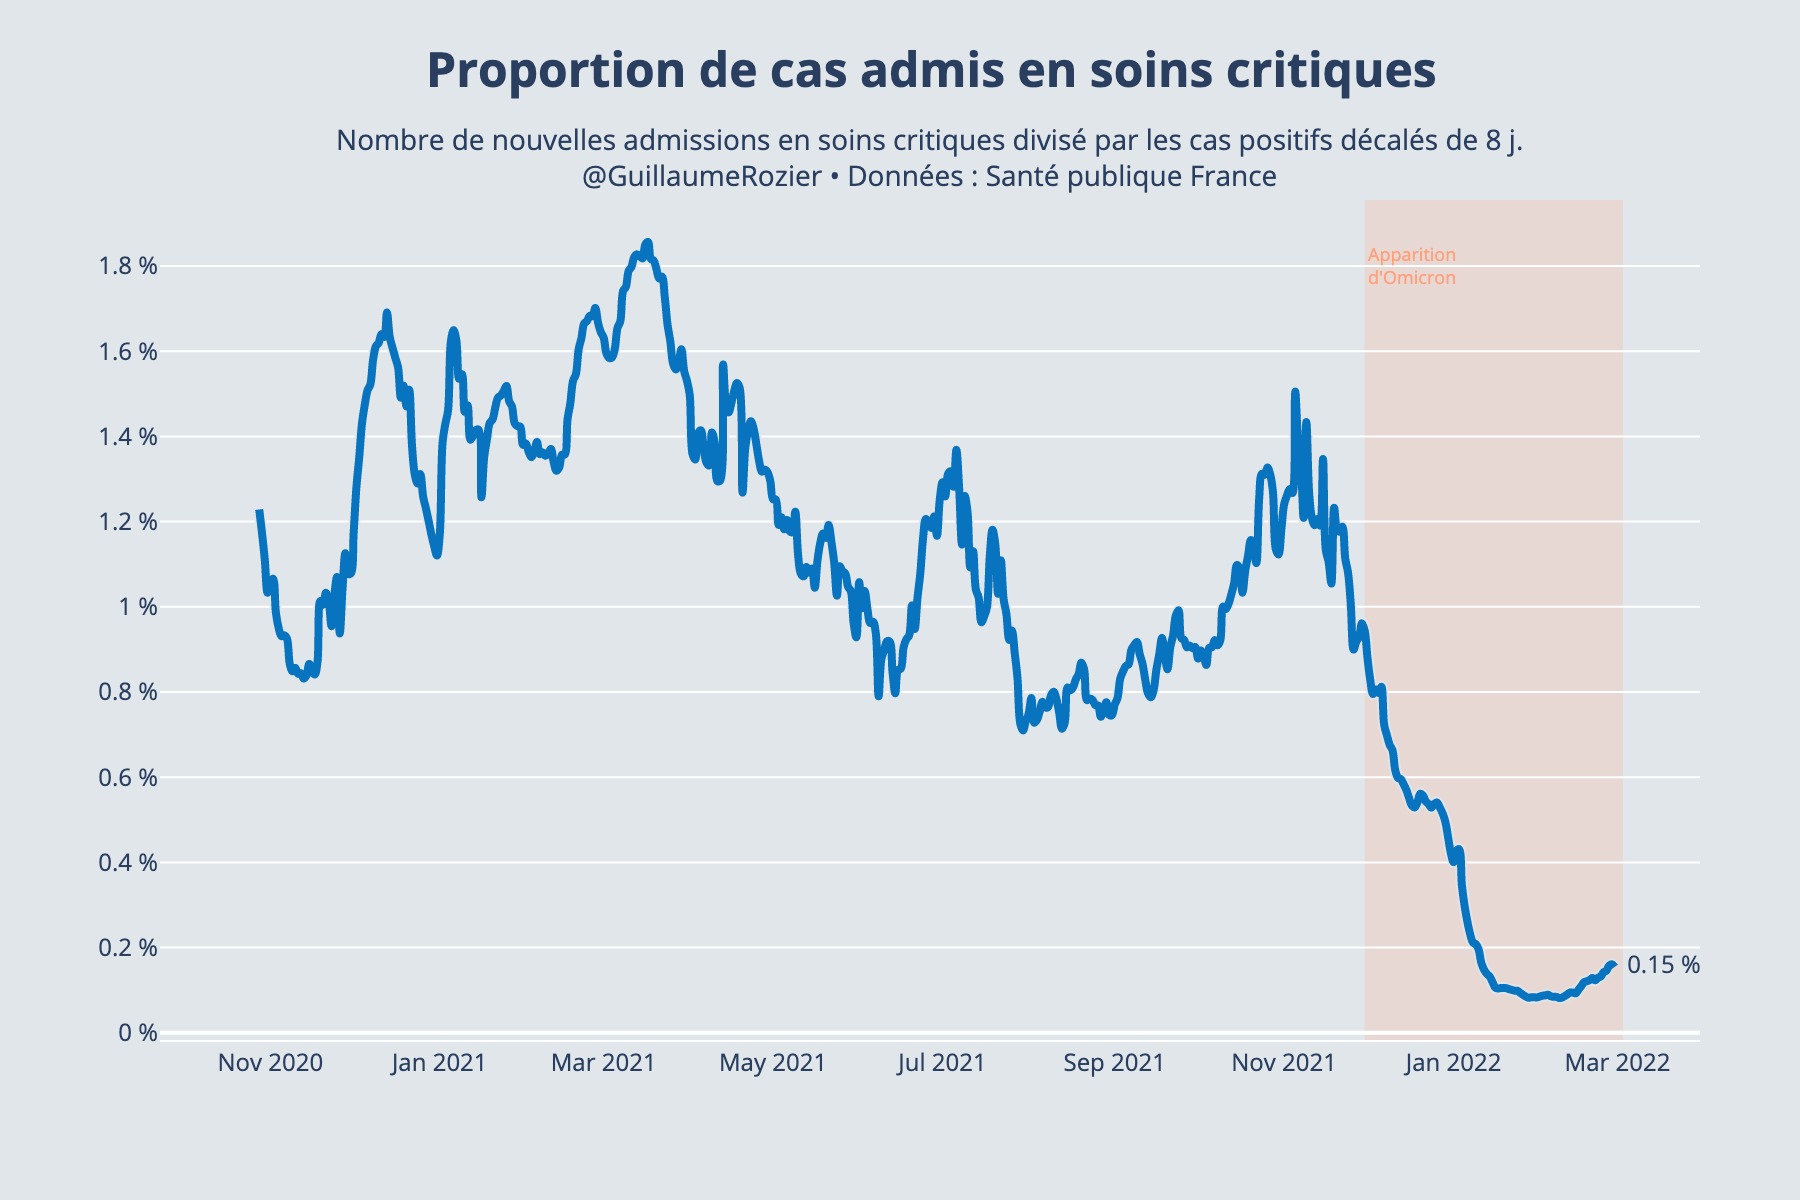 Proportion de cas admis en soins critiques
Nombre de nouvelles admissions en soins critiques divisé par les cas positifs décalés de 8 j.
@GuillaumeRozier • Données : Santé publique France
Apparition
d'Omicron
1.8 %
1.6 %
1.4 %
1.2 %
1 %
0.8 %
0.6 %
0.4 %
0.2 %
0 %
0.15 %
Nov 2020
Jan 2021
Mar 2021
May 2021
Jul 2021
Sep 2021
Nov 2021
Jan 2022
Mar 2022